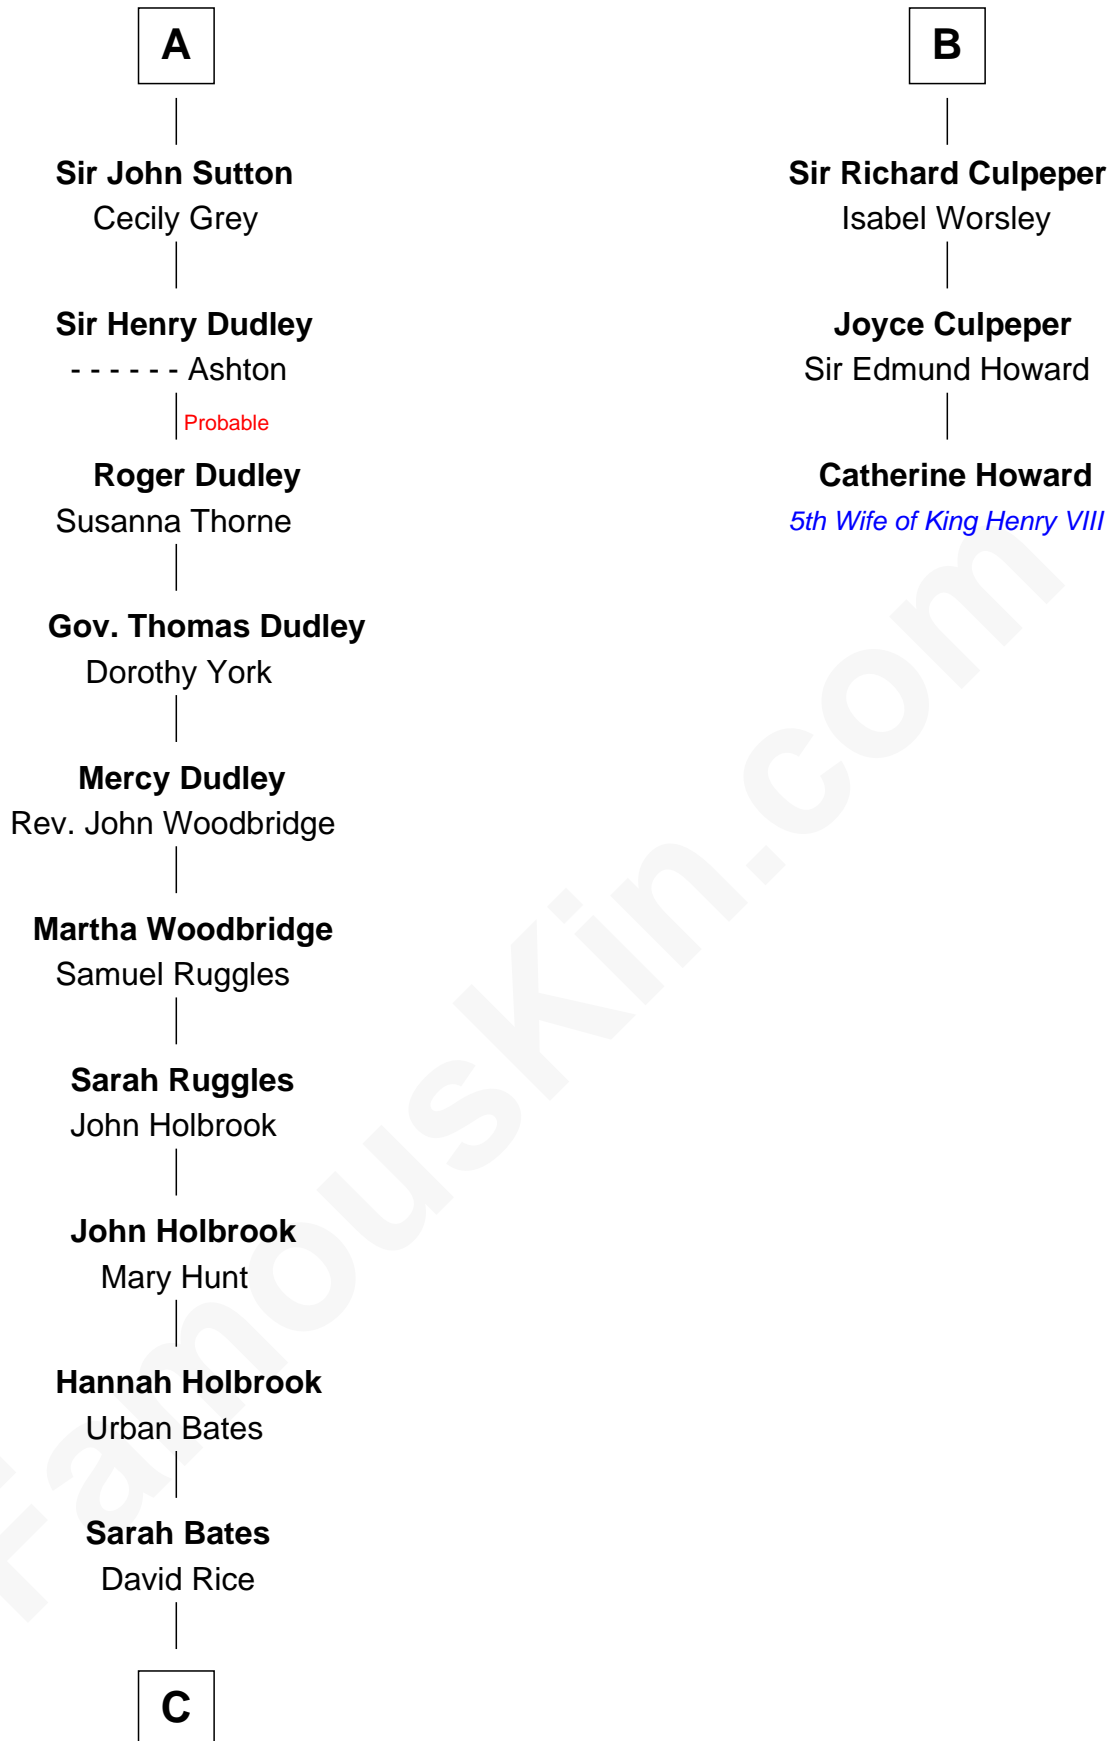 A
Sir John Sutton
Cecily Grey
Sir Henry Dudley
- - - - - - Ashton
Probable
Roger Dudley
Susanna Thorne
Gov. Thomas Dudley
Dorothy York
Mercy Dudley
Rev. John Woodbridge
Martha Woodbridge
Samuel Ruggles
Sarah Ruggles
John Holbrook
John Holbrook
Mary Hunt
Hannah Holbrook
Urban Bates
Sarah Bates
David Rice
C
B
Sir Richard Culpeper
Isabel Worsley
Joyce Culpeper
Sir Edmund Howard
Catherine Howard
5th Wife of King Henry VIII
FamousKin.com